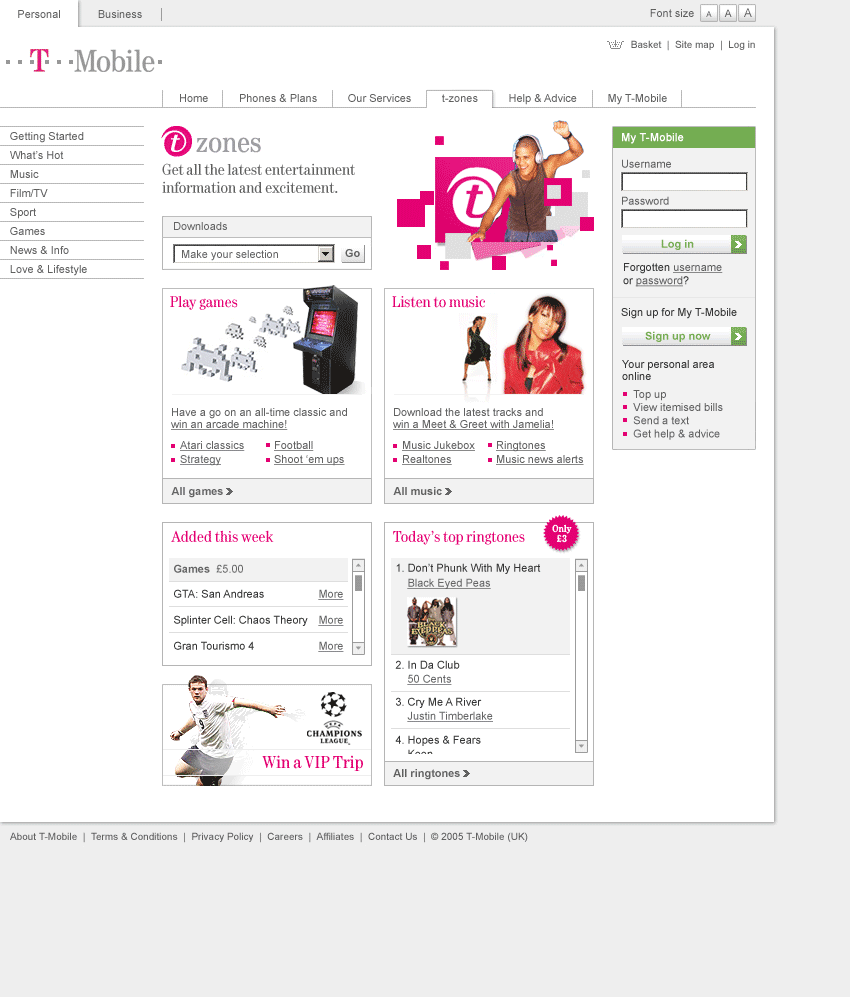 Personal
Business
Font size A A A
Basket | Site map | Log in
T Mobile
Home
Phones & Plans
Our Services
t-zones
Help & Advice
My T-Mobile
Getting Started
What's Hot
Music
Film/TV
Sport
Games
News & Info
Love & Lifestyle
t zones
Get all the latest entertainment
information and excitement.
Downloads
Make your selection
Go
t
My T-Mobile
Username
Password
Log in
Forgotten username
or password?
Sign up for My T-Mobile
Sign up now
Your personal area
online
Top up
View itemised bills
Send a text
Get help & advice
Play games
Have a go on an all-time classic and
win an arcade machine!
Atari classics
Football
Strategy
Shoot 'em ups
All games
Listen to music
Download the latest tracks and
win a Meet & Greet with Jamelia!
Music Jukebox
Ringtones
Realtones
Music news alerts
All music
Added this week
Games £5.00
GTA: San Andreas More
Splinter Cell: Chaos Theory More
Gran Tourismo 4 More
9
CHAMPIONS
LEAGUE
Win a VIP Trip
Today's top ringtones
Only
£3
1. Don't Phunk With My Heart
Black Eyed Peas
BLACK
EYED PEAS
2. In Da Club
50 Cents
3. Cry Me A River
Justin Timberlake
4. Hopes & Fears
Keen
All ringtones
About T-Mobile | Terms & Conditions | Privacy Policy | Careers | Affiliates | Contact Us | © 2005 T-Mobile (UK)